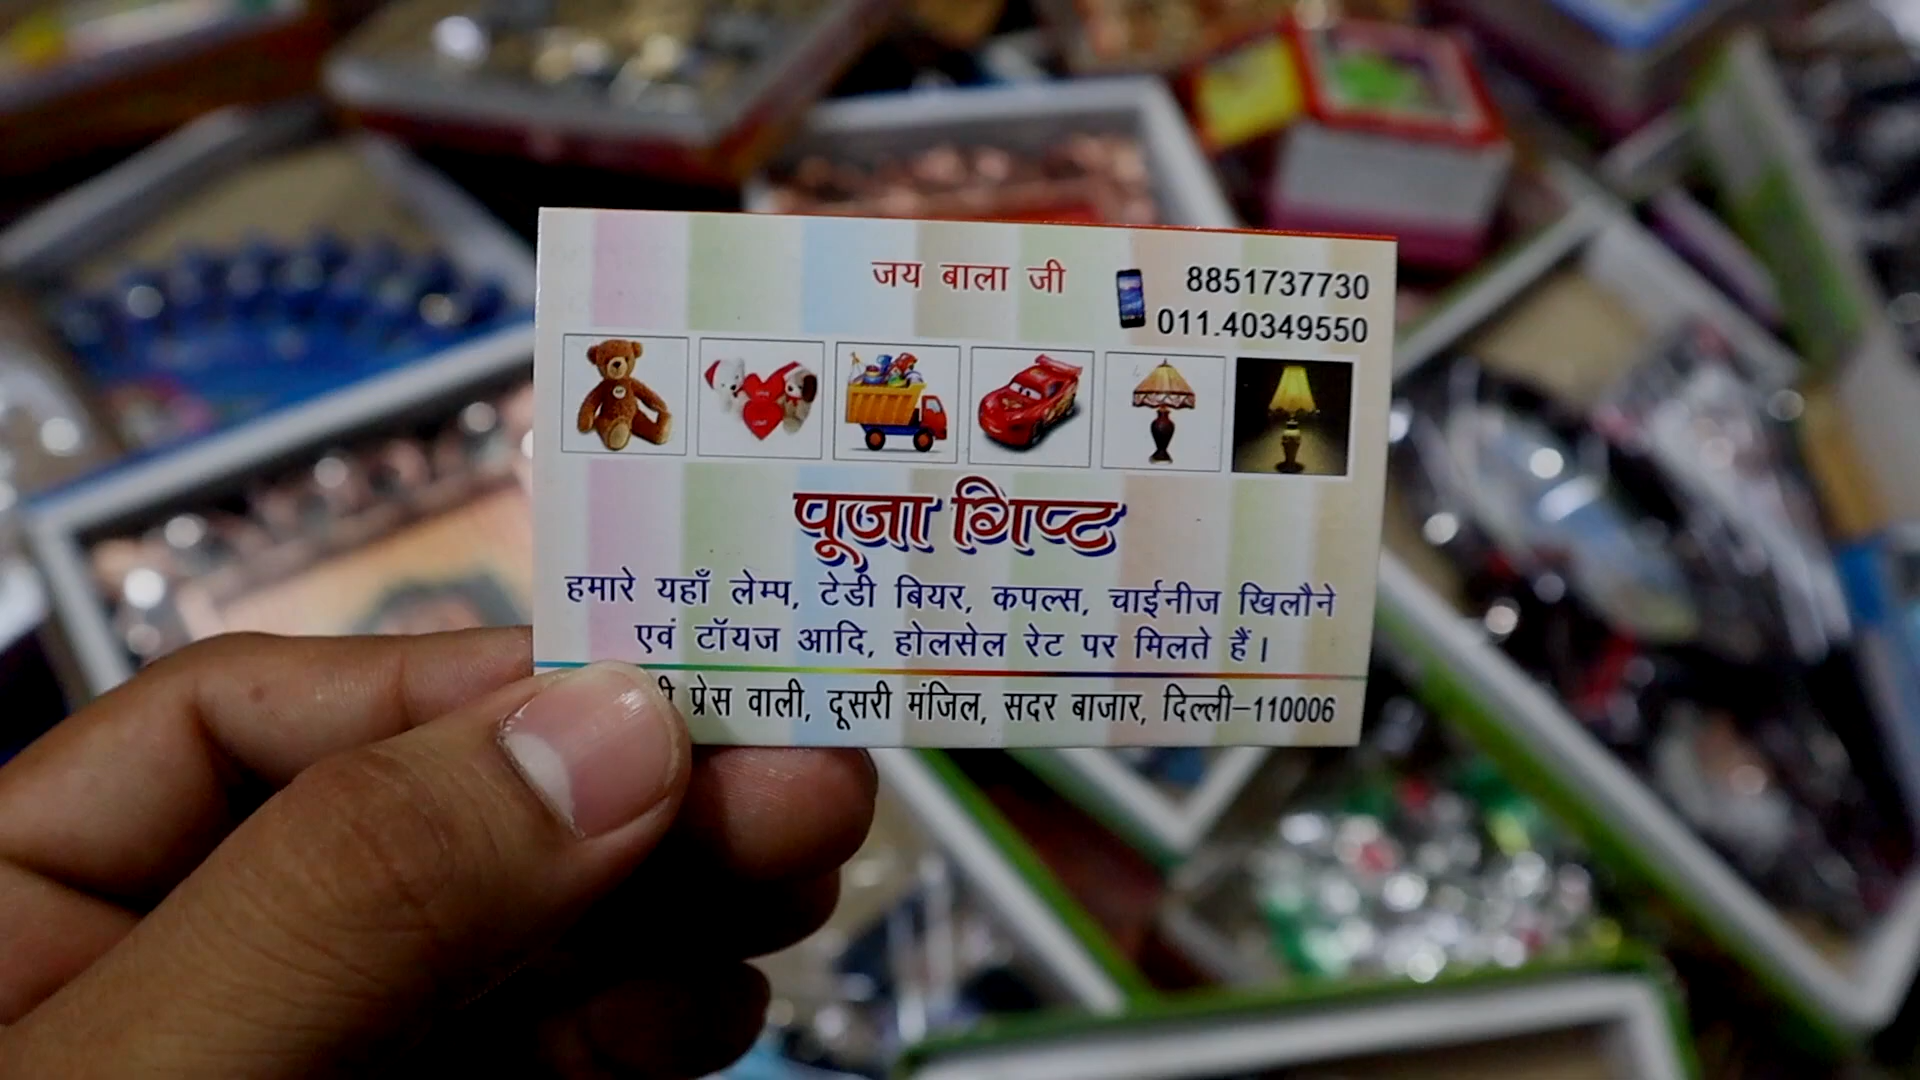 जय बाला जी
8851737730
011.40349550
पूजा गिफ्ट
हमारे यहाँ लेम्प, टेडी बियर, कपल्स, चाईनीज खिलौने
एवं टॉयज आदि, होलसेल रेट पर मिलते हैं।
प्रेस वाली, दूसरी मंजिल, सदर बाजार, दिल्ली-110006